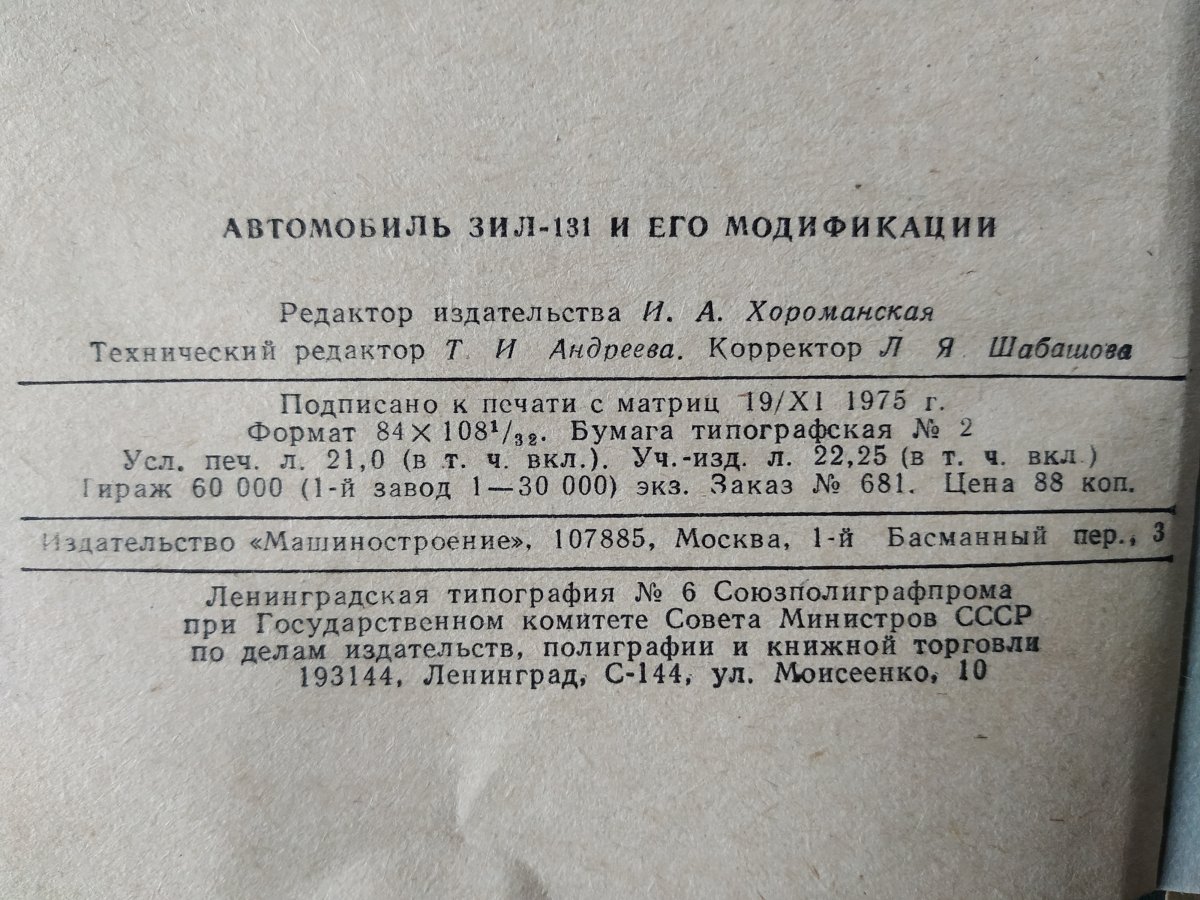 АВТОМОБИЛЬ ЗИЛ-131 И ЕГО МОДИФИКАЦИИ
Редактор издательства И. А. Хороманская
Технический редактор Т. И Андреева. Корректор Л Я. Шабашова
Подписано к печати с матриц 19/XI 1975 г.
Формат 84×108¹/₃₂. Бумага типографская № 2
Усл. печ. л. 21,0 (в т. ч. вкл.). Уч.-изд. л. 22,25 (в т. ч. вкл.)
Тираж 60 000 (1-й завод 1—30 000) экз. Заказ № 681. Цена 88 коп.
Издательство «Машиностроение», 107885, Москва, 1-й Басманный пер., 3
Ленинградская типография № 6 Союзполиграфпрома
при Государственном комитете Совета Министров СССР
по делам издательств, полиграфии и книжной торговли
193144, Ленинград, С-144, ул. Моисеенко, 10